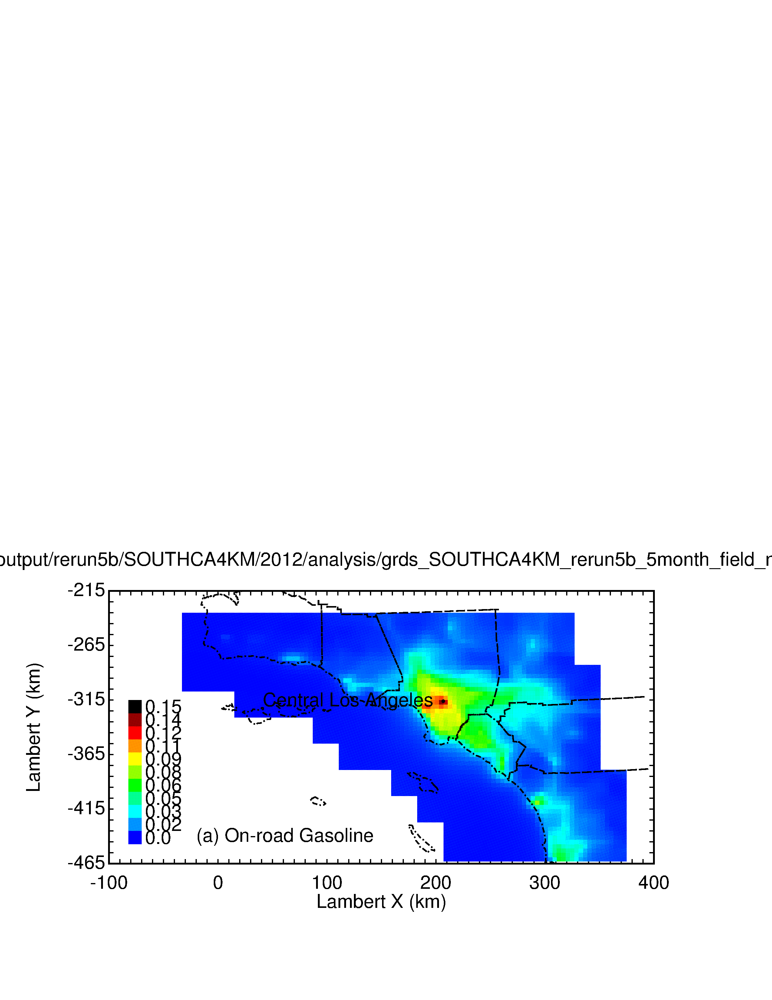 output/rerun5b/SOUTHCA4KM/2012/analysis/grds_SOUTHCA4KM_rerun5b_5month_field_
-215
-265
-315
-365
-415
-465
Lambert Y (km)
Central Los Angeles
0.15
0.14
0.12
0.11
0.09
0.08
0.06
0.05
0.03
0.02
0.0
(a) On-road Gasoline
-100 0 100 200 300 400
Lambert X (km)